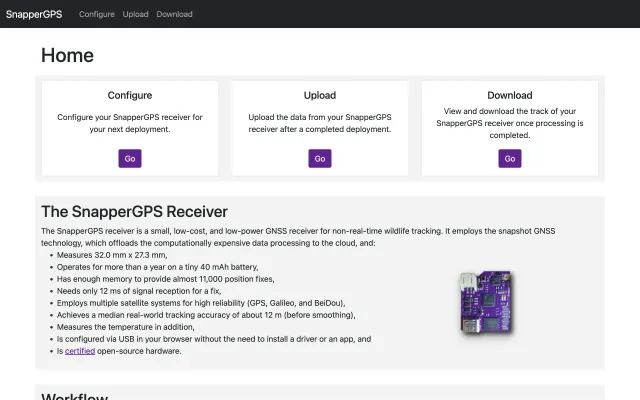 SnapperGPS Configure Upload Download
Home
Configure
Configure your SnapperGPS receiver for
your next deployment.
Go
Upload
Upload the data from your SnapperGPS
receiver after a completed deployment.
Go
Download
View and download the track of your
SnapperGPS receiver once processing is
completed.
Go
The SnapperGPS Receiver
The SnapperGPS receiver is a small, low-cost, and low-power GNSS receiver for non-real-time wildlife tracking. It employs the snapshot GNSS
technology, which offloads the computationally expensive data processing to the cloud, and:
• Measures 32.0 mm x 27.3 mm,
• Operates for more than a year on a tiny 40 mAh battery,
• Has enough memory to provide almost 11,000 position fixes,
• Needs only 12 ms of signal reception for a fix,
• Employs multiple satellite systems for high reliability (GPS, Galileo, and BeiDou),
• Achieves a median real-world tracking accuracy of about 12 m (before smoothing),
• Measures the temperature in addition,
• Is configured via USB in your browser without the need to install a driver or an app, and
• Is certified open-source hardware.
Workflow